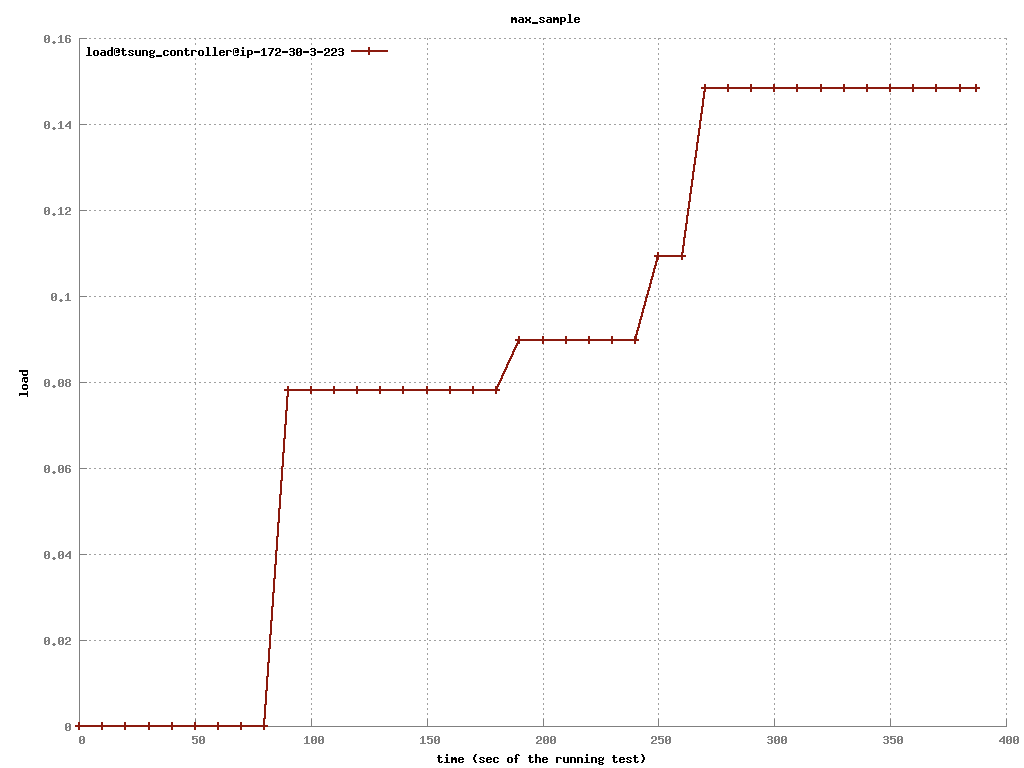 max_sample
load@tsung_controller@ip-172-30-3-223
0.16
0.14
0.12
0.1
0.08
0.06
0.04
0.02
0
load
0 50 100 150 200 250 300 350 400
time (sec of the running test)